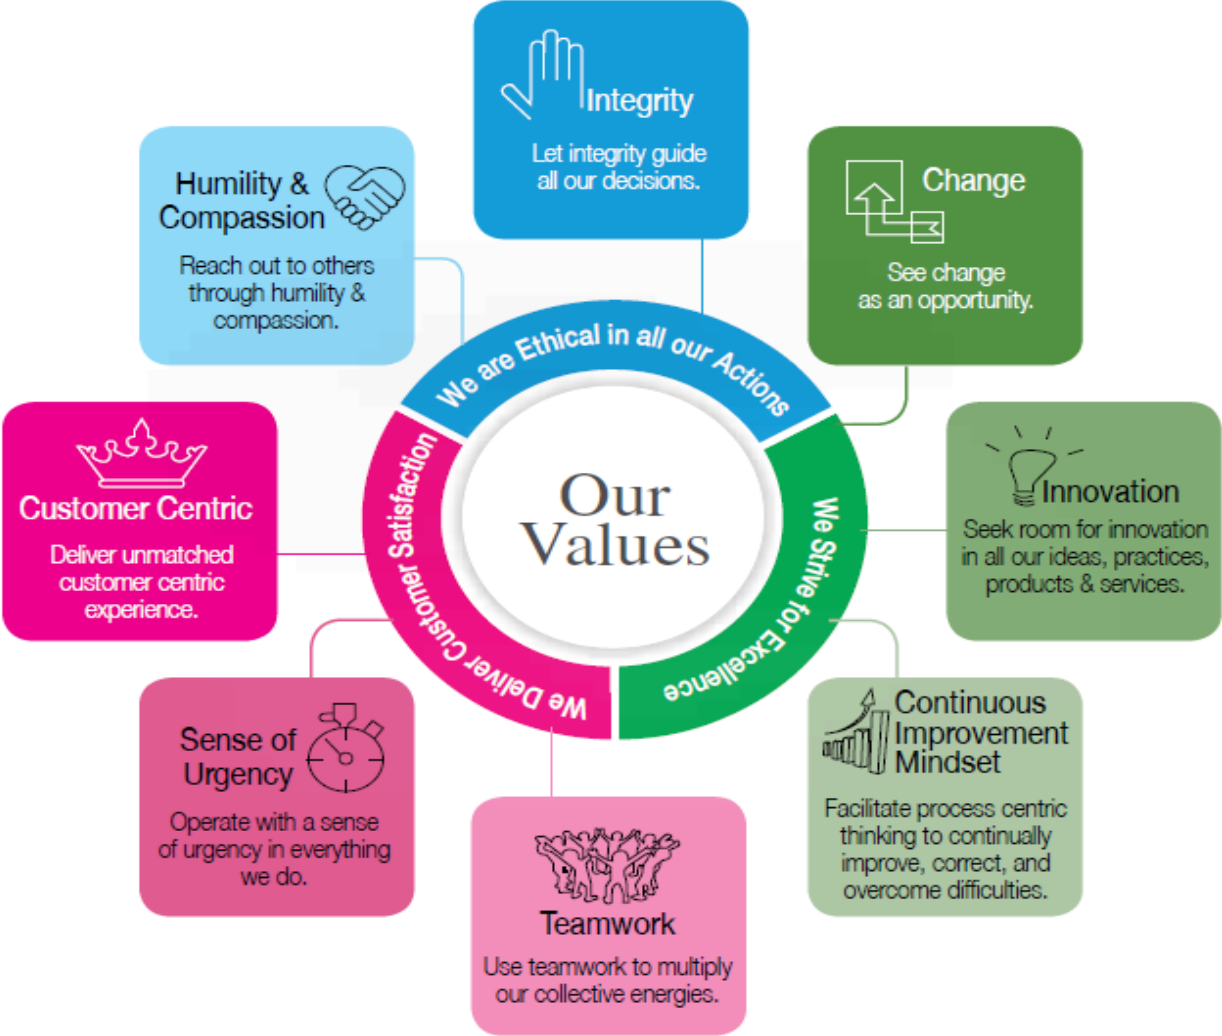 Our
Values
We are Ethical in all our Actions
Integrity
Let integrity guide
all our decisions.
Humility &
Compassion
Reach out to others
through humility &
compassion.
We Strive for Excellence
Change
See change
as an opportunity.
Innovation
Seek room for innovation
in all our ideas, practices,
products & services.
Continuous
Improvement
Mindset
Facilitate process centric
thinking to continually
improve, correct, and
overcome difficulties.
We Deliver Customer Satisfaction
Teamwork
Use teamwork to multiply
our collective energies.
Sense of
Urgency
Operate with a sense
of urgency in everything
we do.
Customer Centric
Deliver unmatched
customer centric
experience.